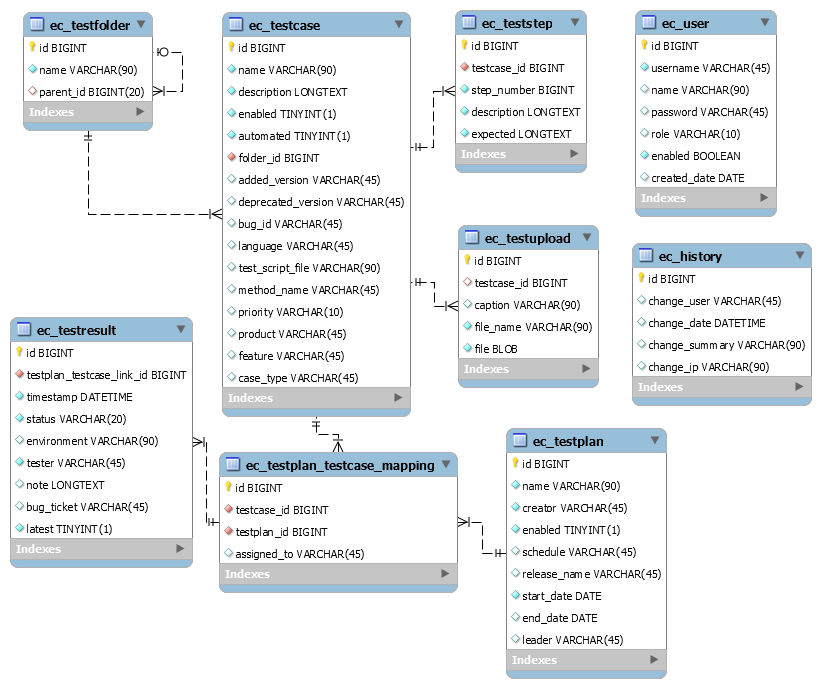 ec_testfolder
id BIGINT
name VARCHAR(90)
parent_id BIGINT(20)
Indexes
ec_testcase
id BIGINT
name VARCHAR(90)
description LONGTEXT
enabled TINYINT(1)
automated TINYINT(1)
folder_id BIGINT
added_version VARCHAR(45)
deprecated_version VARCHAR(45)
bug_id VARCHAR(45)
language VARCHAR(45)
test_script_file VARCHAR(90)
method_name VARCHAR(45)
priority VARCHAR(10)
product VARCHAR(45)
feature VARCHAR(45)
case_type VARCHAR(45)
Indexes
ec_teststep
id BIGINT
testcase_id BIGINT
step_number BIGINT
description LONGTEXT
expected LONGTEXT
Indexes
ec_user
id BIGINT
username VARCHAR(45)
name VARCHAR(90)
password VARCHAR(45)
role VARCHAR(10)
enabled BOOLEAN
created_date DATE
Indexes
ec_testupload
id BIGINT
testcase_id BIGINT
caption VARCHAR(90)
file_name VARCHAR(90)
file BLOB
Indexes
ec_history
id BIGINT
change_user VARCHAR(45)
change_date DATETIME
change_summary VARCHAR(90)
change_ip VARCHAR(90)
Indexes
ec_testresult
id BIGINT
testplan_testcase_link_id BIGINT
timestamp DATETIME
status VARCHAR(20)
environment VARCHAR(90)
tester VARCHAR(45)
note LONGTEXT
bug_ticket VARCHAR(45)
latest TINYINT(1)
Indexes
ec_testplan_testcase_mapping
id BIGINT
testcase_id BIGINT
testplan_id BIGINT
assigned_to VARCHAR(45)
Indexes
ec_testplan
id BIGINT
name VARCHAR(90)
creator VARCHAR(45)
enabled TINYINT(1)
schedule VARCHAR(45)
release_name VARCHAR(45)
start_date DATE
end_date DATE
leader VARCHAR(45)
Indexes